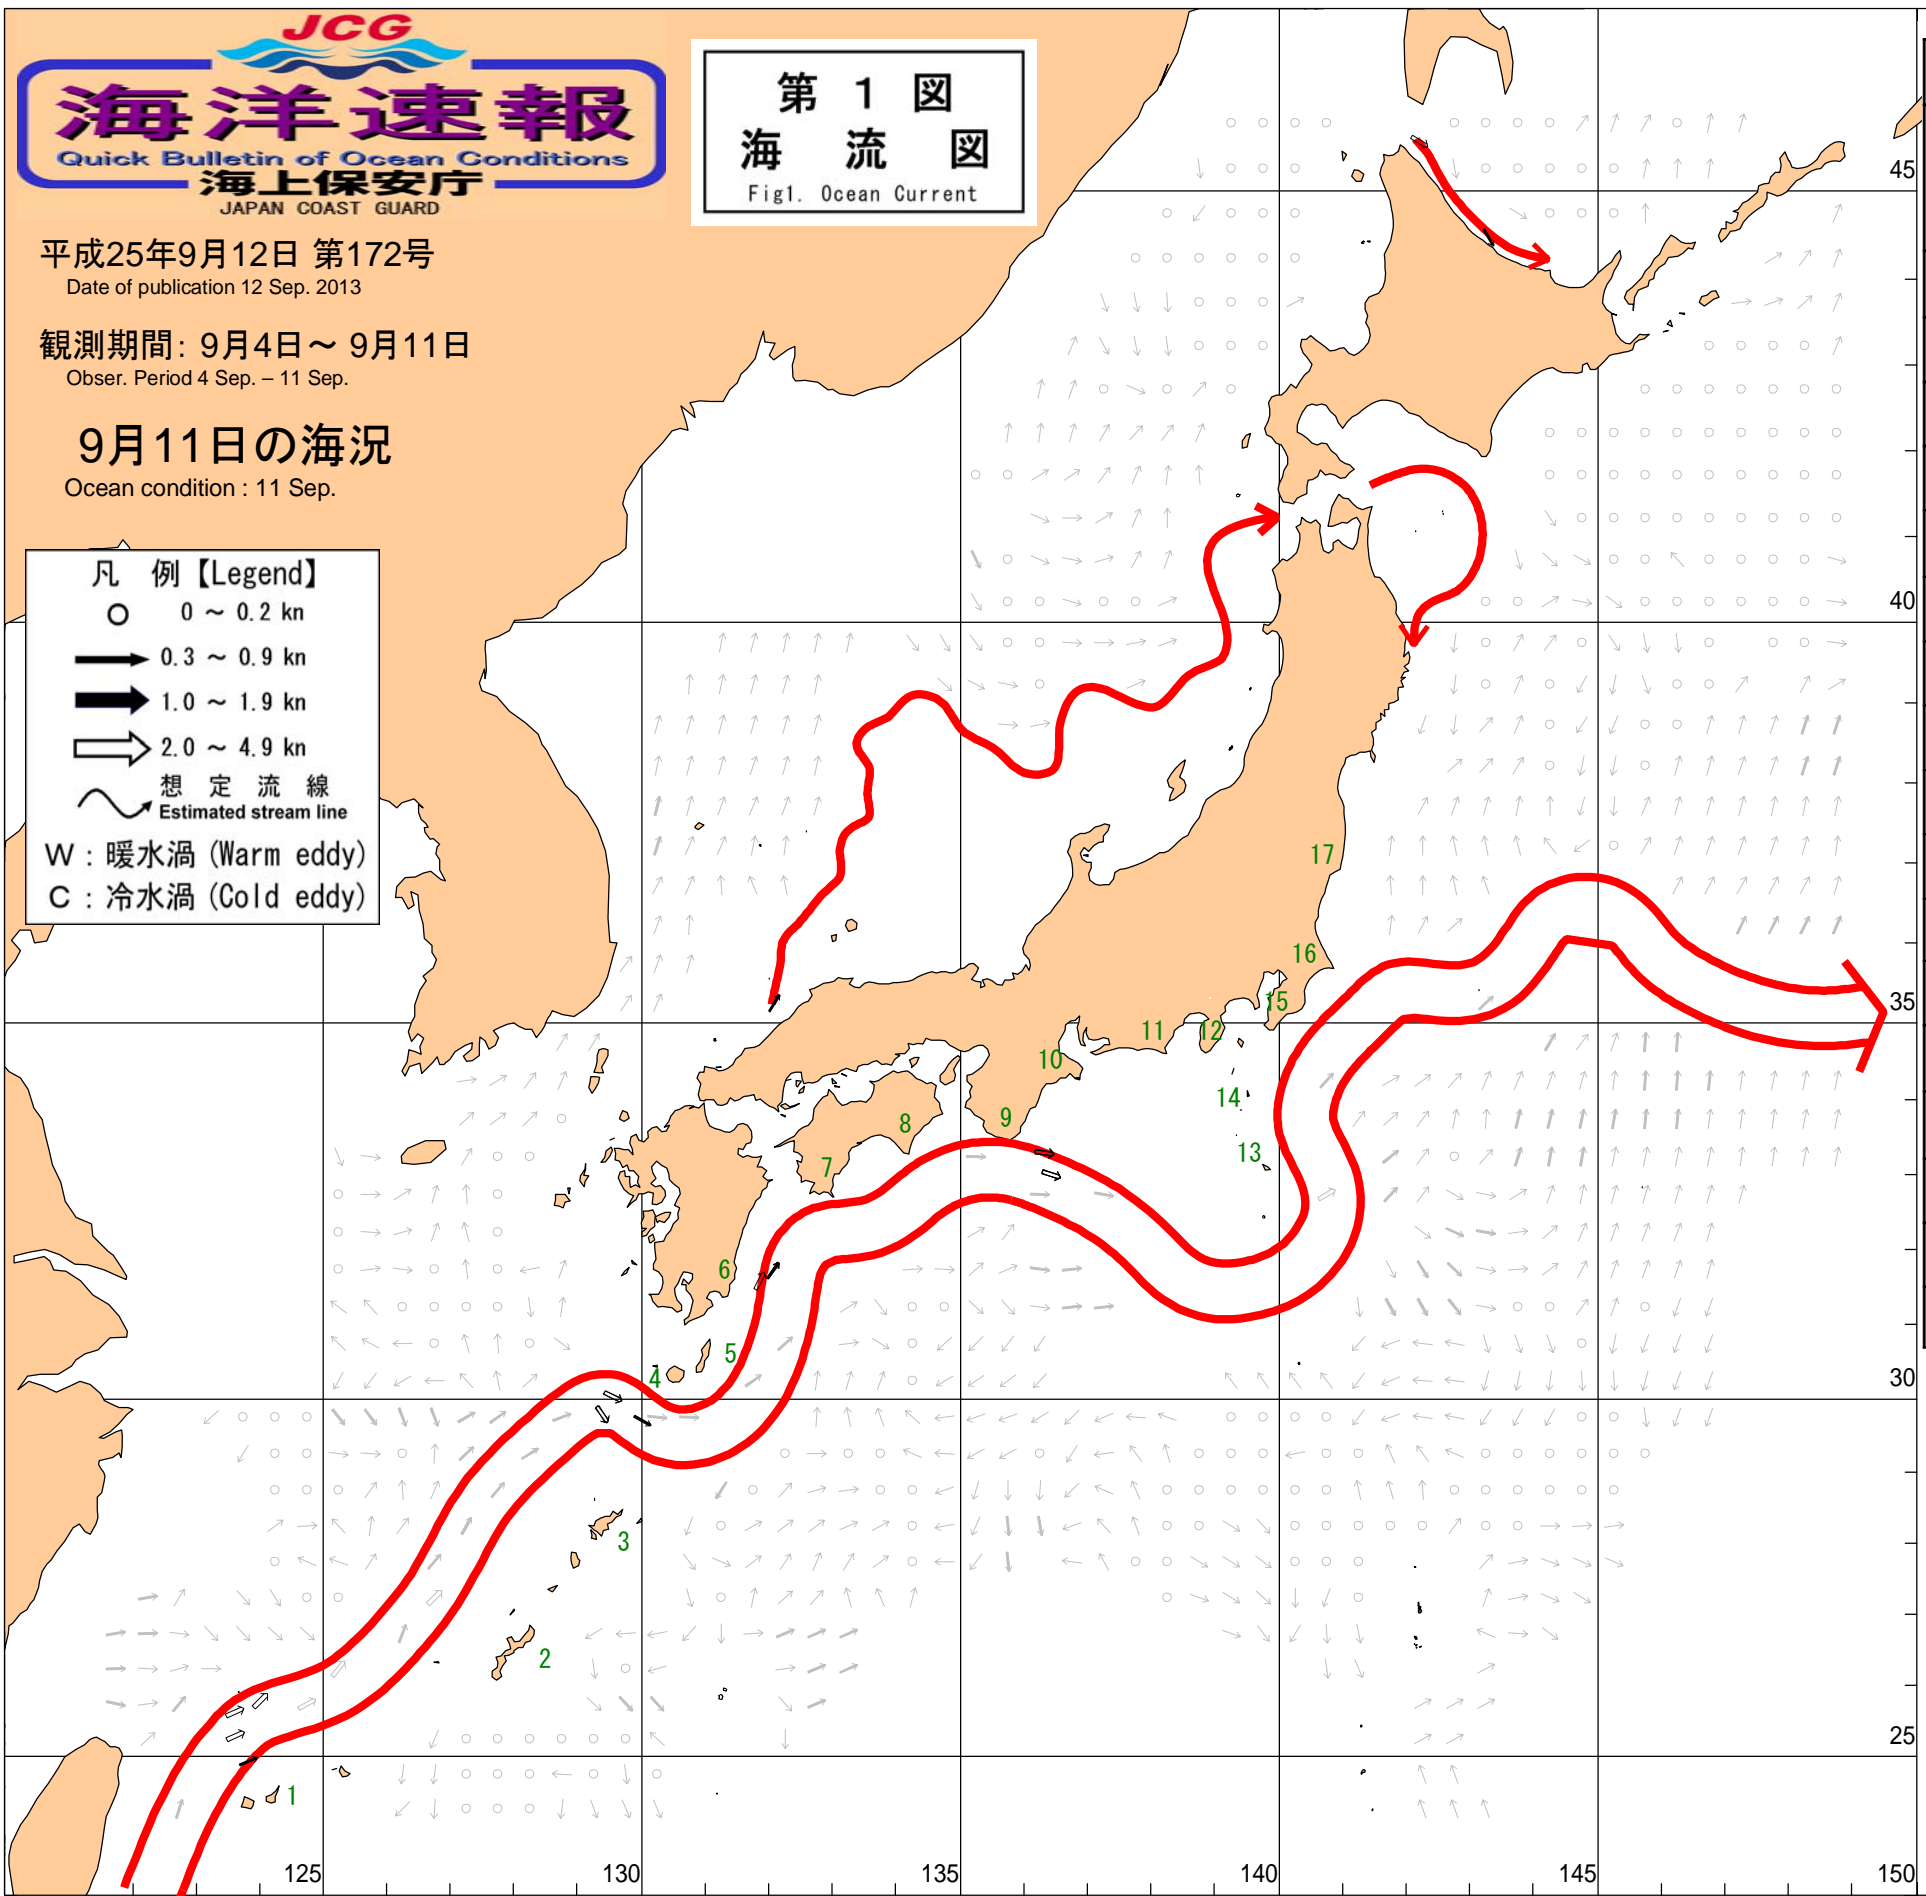 JCG
海洋速報
Quick Bulletin of Ocean Conditions
海上保安庁
JAPAN COAST GUARD
第 1 図
海 流 図
Fig1. Ocean Current
平成25年9月12日 第172号
Date of publication 12 Sep. 2013
観測期間: 9月4日～ 9月11日
Obser. Period 4 Sep. – 11 Sep.
9月11日の海況
Ocean condition : 11 Sep.
凡 例【Legend】
0 ～ 0.2 kn
0.3 ～ 0.9 kn
1.0 ～ 1.9 kn
2.0 ～ 4.9 kn
想 定 流 線
Estimated stream line
W : 暖水渦 (Warm eddy)
C : 冷水渦 (Cold eddy)
45
40
35
30
25
17
16
15
12
11
10
14
13
9
8
7
6
5
4
3
2
1
125
130
135
140
145
150